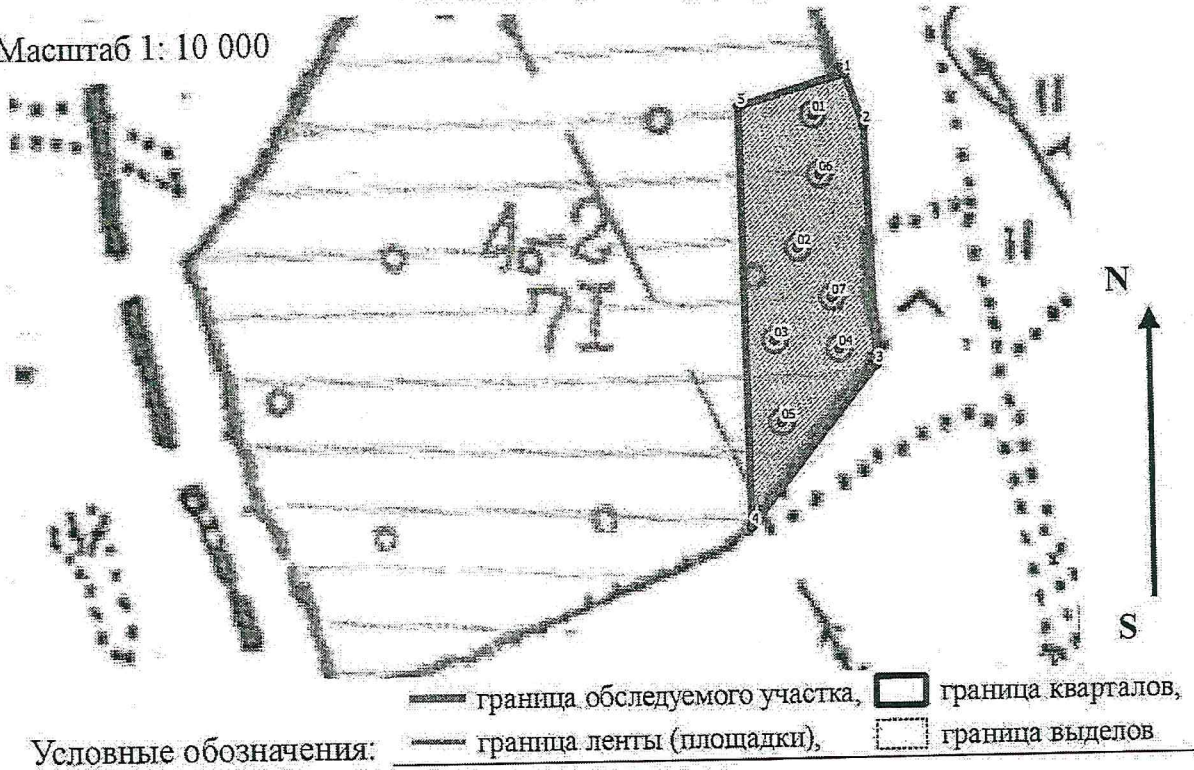 Масштаб 1: 10 000
1
5
01
2
06
4-2
02
N
71
07
03
04
3
05
4
S
граница обследуемого участка, граница кварталов,
Условные обозначения: граница ленты (площадки), граница выделов